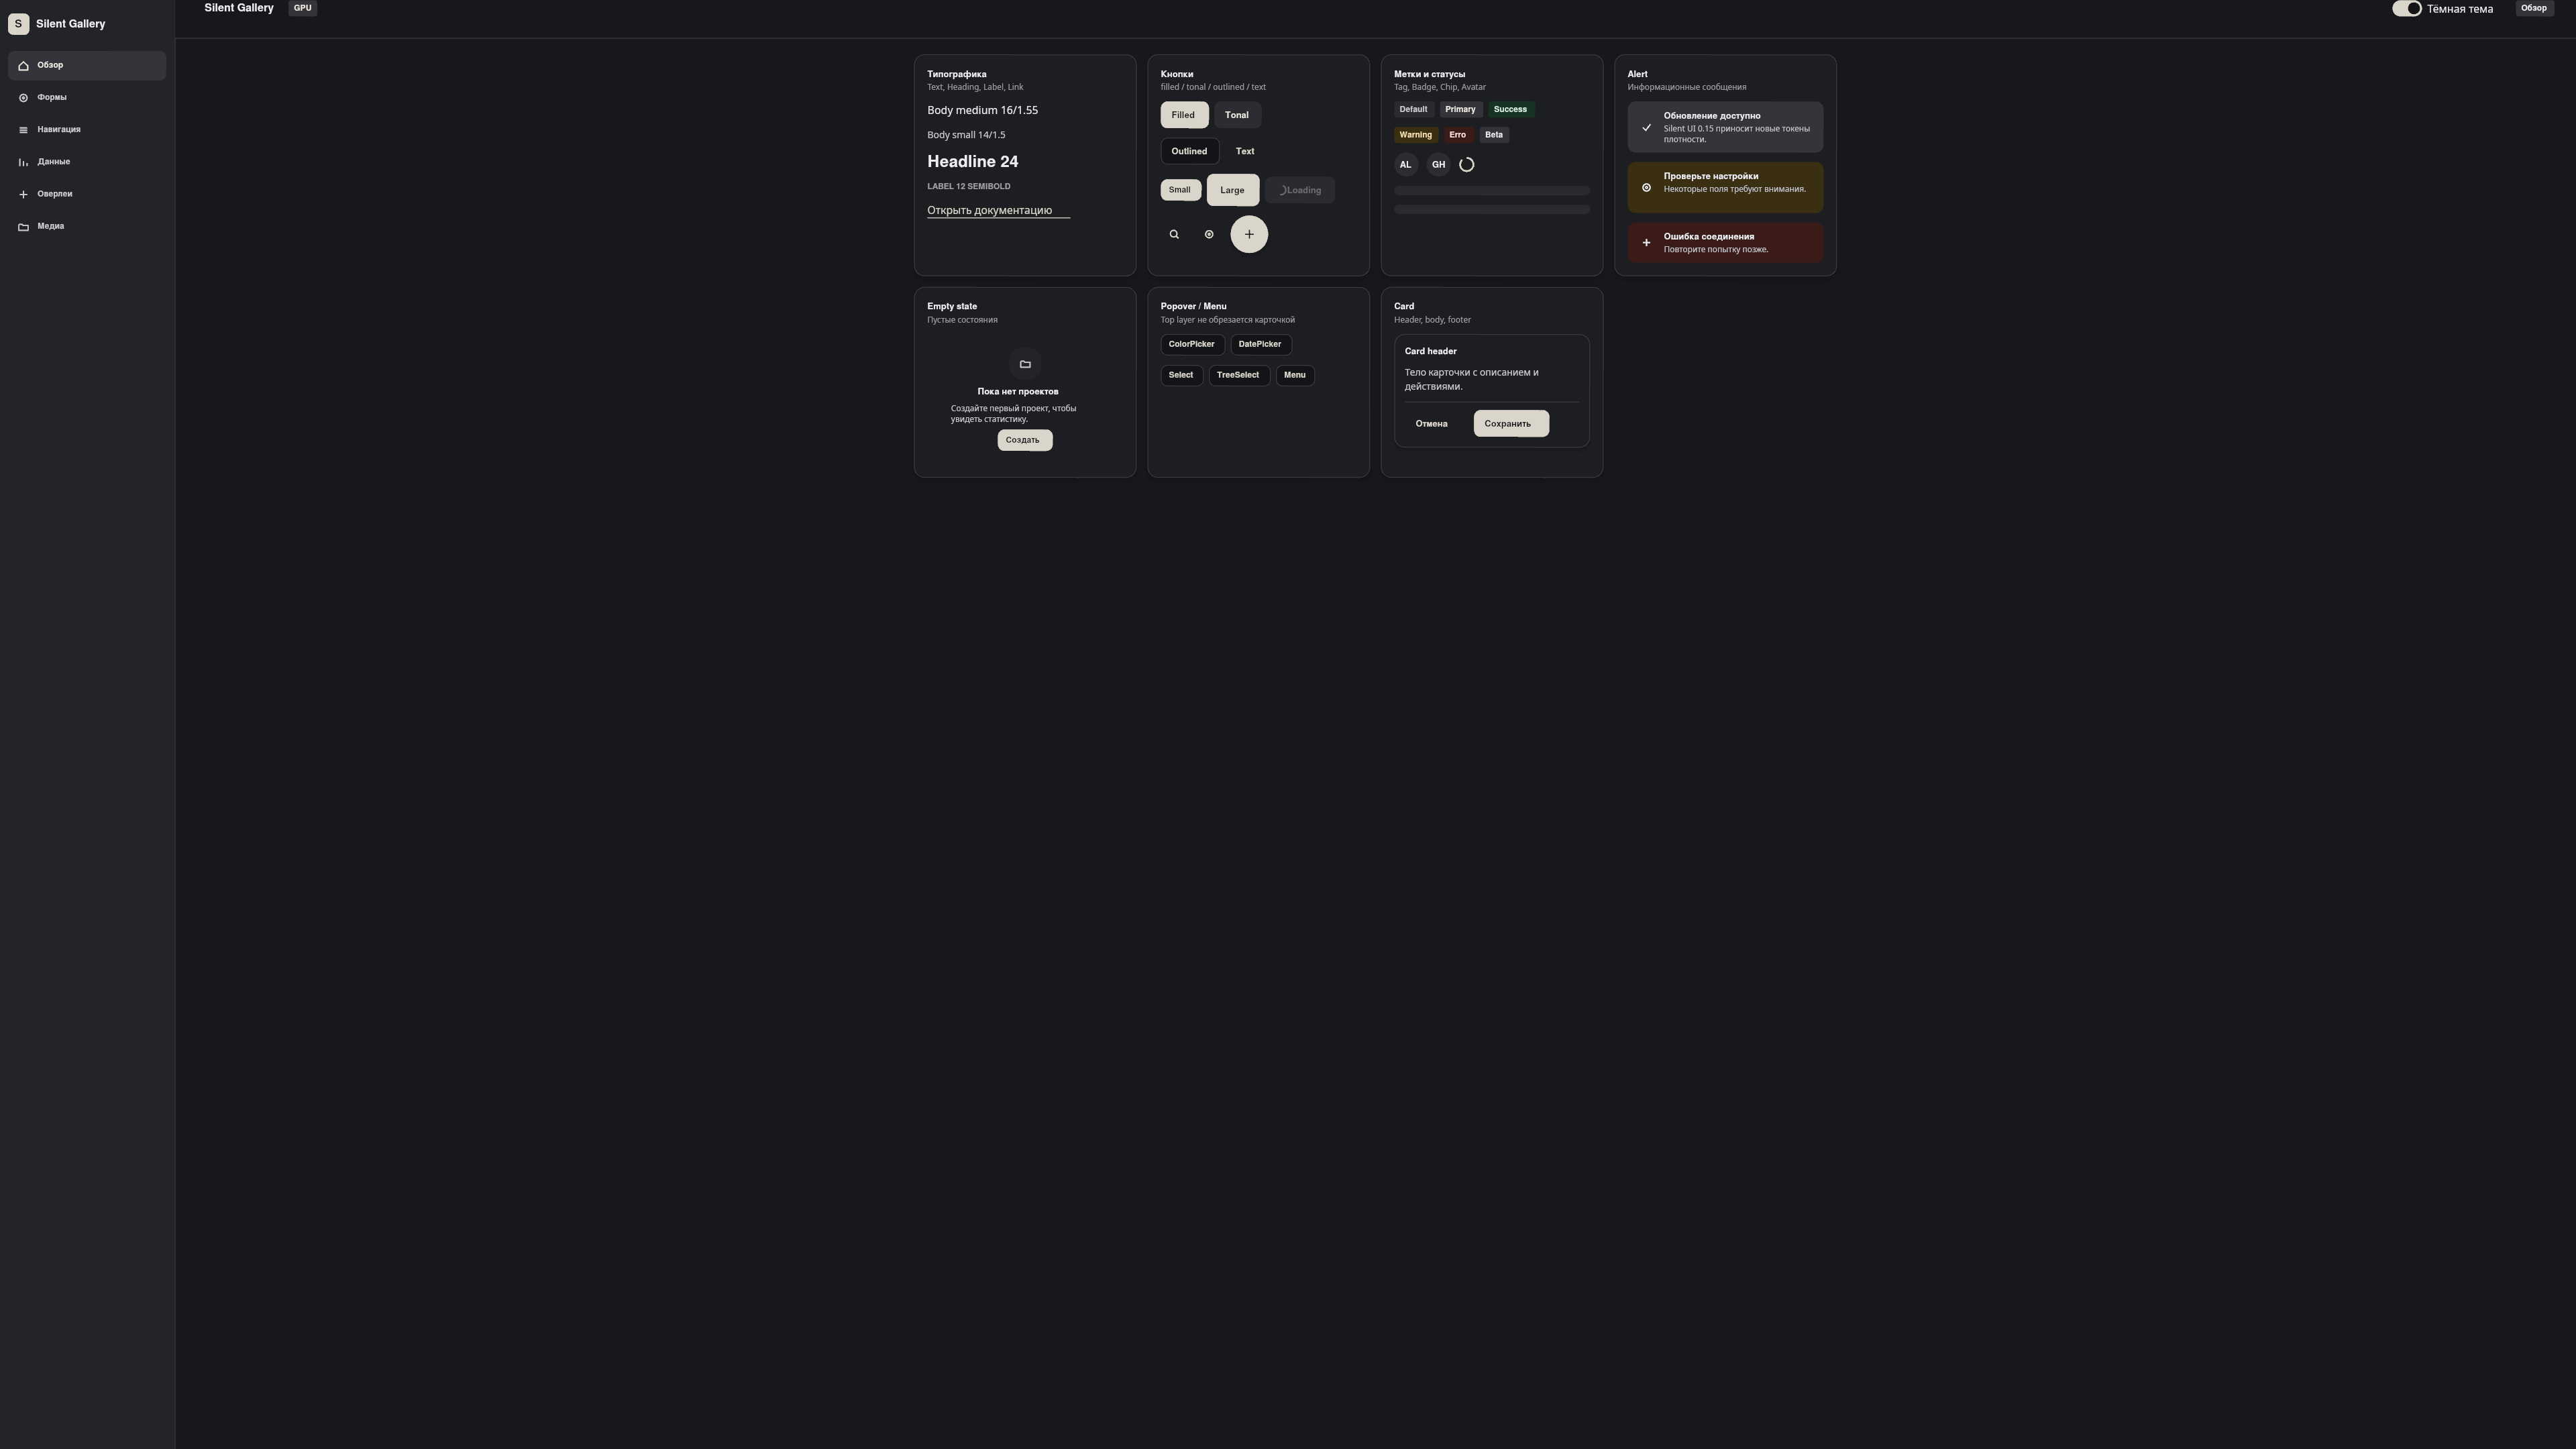 S Silent Gallery
Обзор
Формы
Навигация
Данные
Оверлеи
Медиа
Silent Gallery GPU
Тёмная тема Обзор
Типографика
Text, Heading, Label, Link
Body medium 16/1.55
Body small 14/1.5
Headline 24
LABEL 12 SEMIBOLD
Открыть документацию
Кнопки
filled / tonal / outlined / text
Filled Tonal
Outlined Text
Small Large Loading
Метки и статусы
Tag, Badge, Chip, Avatar
Default Primary Success
Warning Erro Beta
AL GH
Alert
Информационные сообщения
Обновление доступно
Silent UI 0.15 приносит новые токены
плотности.
Проверьте настройки
Некоторые поля требуют внимания.
Ошибка соединения
Повторите попытку позже.
Empty state
Пустые состояния
Пока нет проектов
Создайте первый проект, чтобы
увидеть статистику.
Создать
Popover / Menu
Top layer не обрезается карточкой
ColorPicker DatePicker
Select TreeSelect Menu
Card
Header, body, footer
Card header
Тело карточки с описанием и
действиями.
Отмена Сохранить